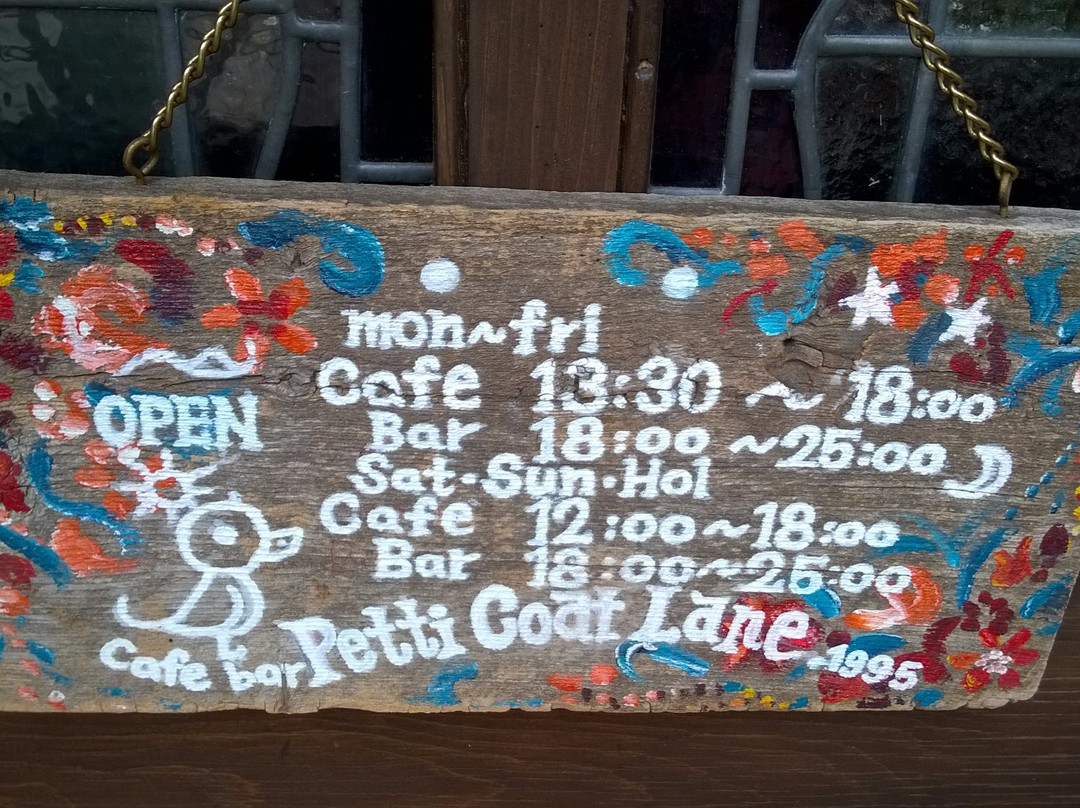 mon~fri
OPEN
Cafe 13:30 ~ 18:00
Bar 18:00 ~25:00
Sat·Sun·Hol
Cafe 12:00~18:00
Bar 18:00~25:00
Cafe bar Petti Coat Lane ~1995